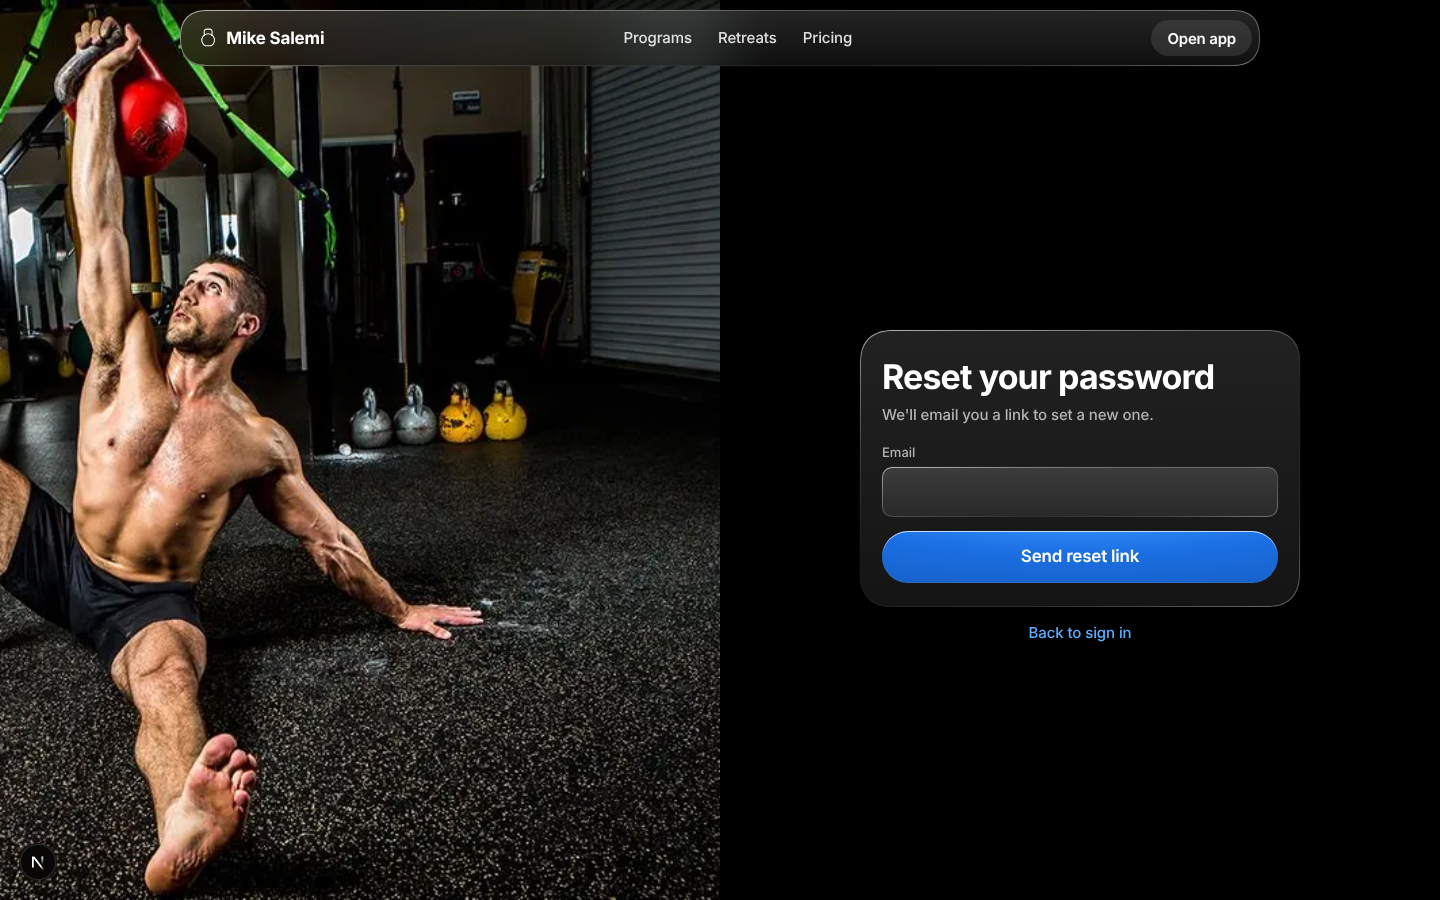 Mike Salemi
Programs
Retreats
Pricing
Open app
Reset your password
We'll email you a link to set a new one.
Email
Send reset link
Back to sign in